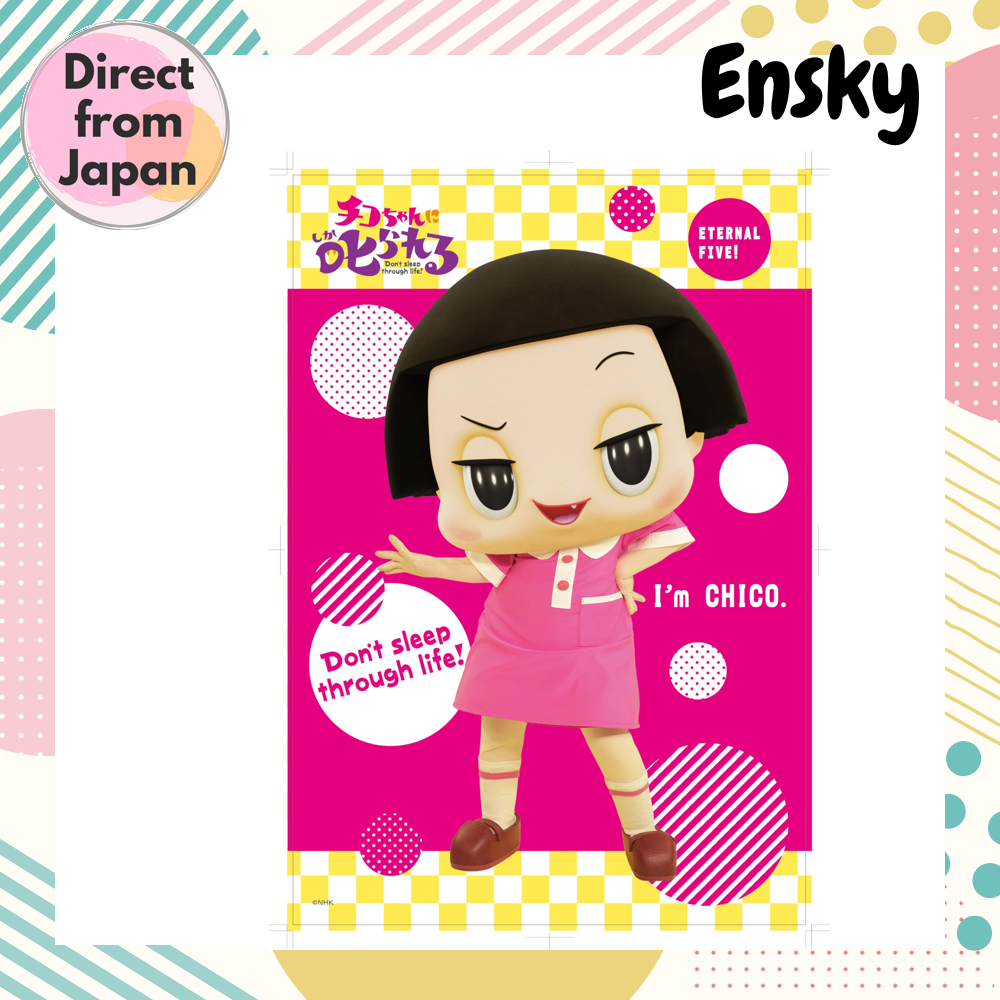 Direct
from
Japan
Ensky
チコちゃんに
しか
叱られる
Don't sleep
through life!
ETERNAL
FIVE!
I'm CHICO.
Don't sleep
through life!
©NHK